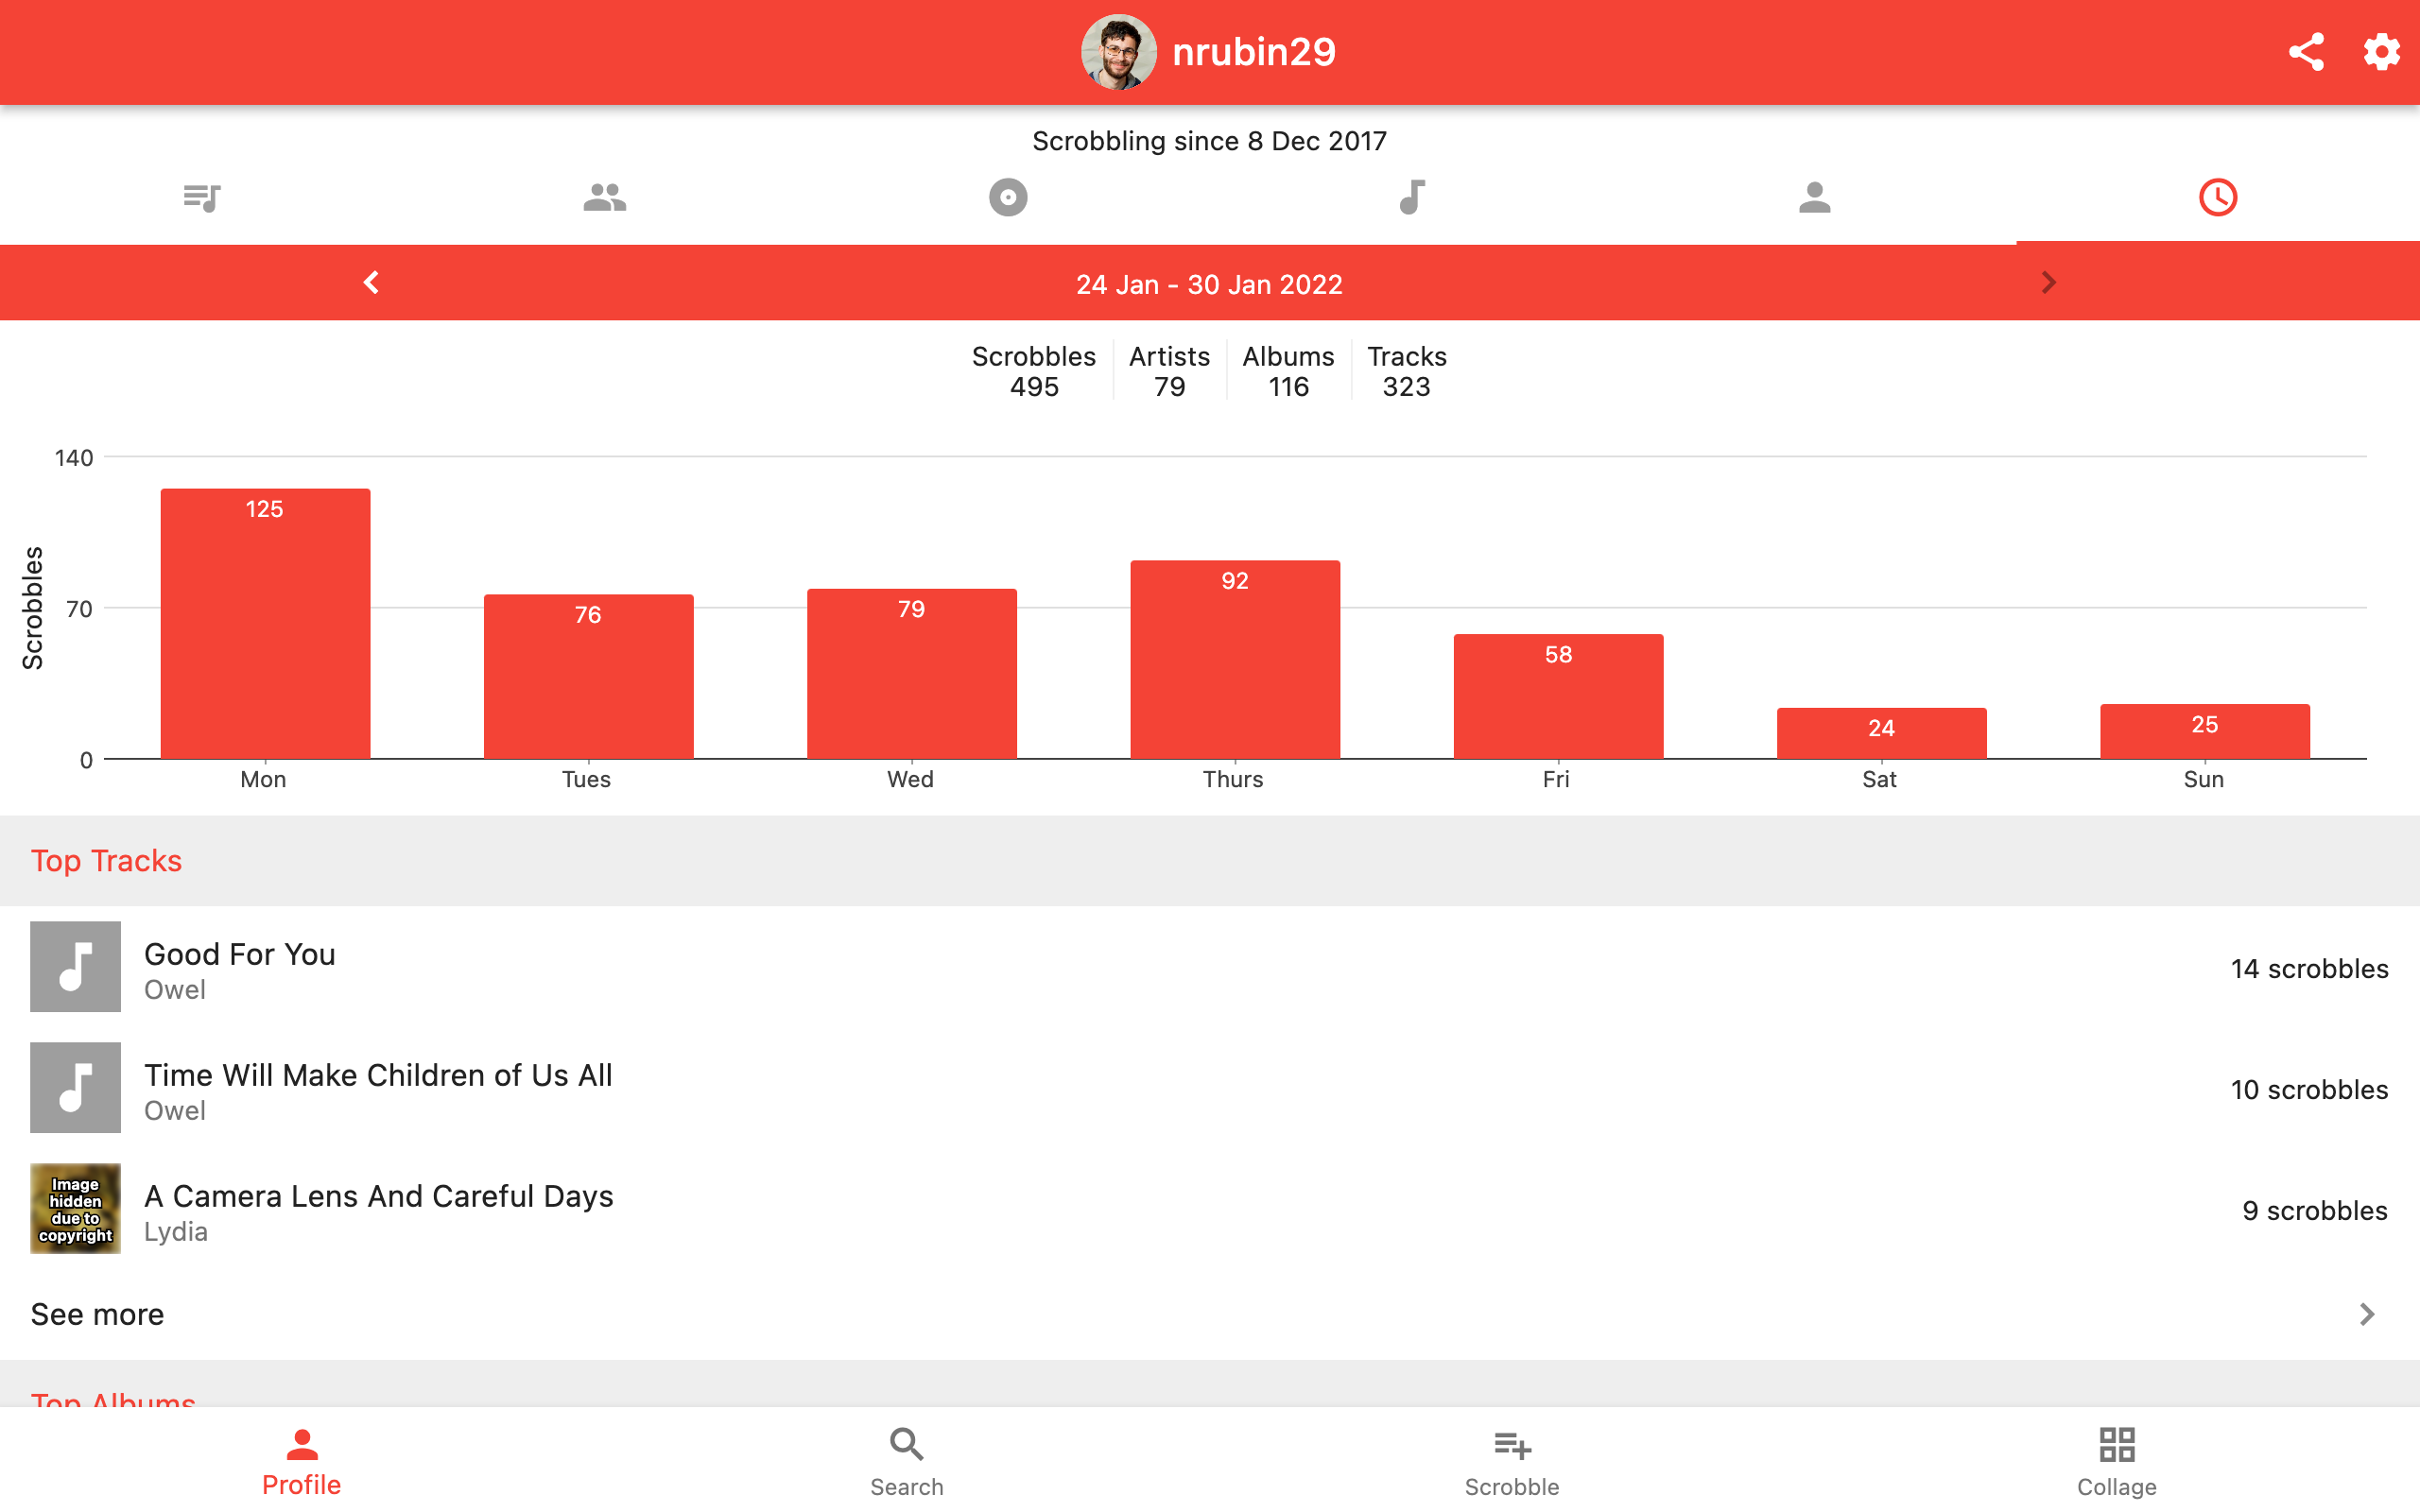 nrubin29
Scrobbling since 8 Dec 2017
24 Jan - 30 Jan 2022
Scrobbles Artists Albums Tracks
495 79 116 323
Scrobbles
140
70
0
125
76
79
92
58
24
25
Mon Tues Wed Thurs Fri Sat Sun
Top Tracks
Good For You
Owel
14 scrobbles
Time Will Make Children of Us All
Owel
10 scrobbles
Image
hidden
due to
copyright
A Camera Lens And Careful Days
Lydia
9 scrobbles
See more
Top Albums
Profile Search Scrobble Collage